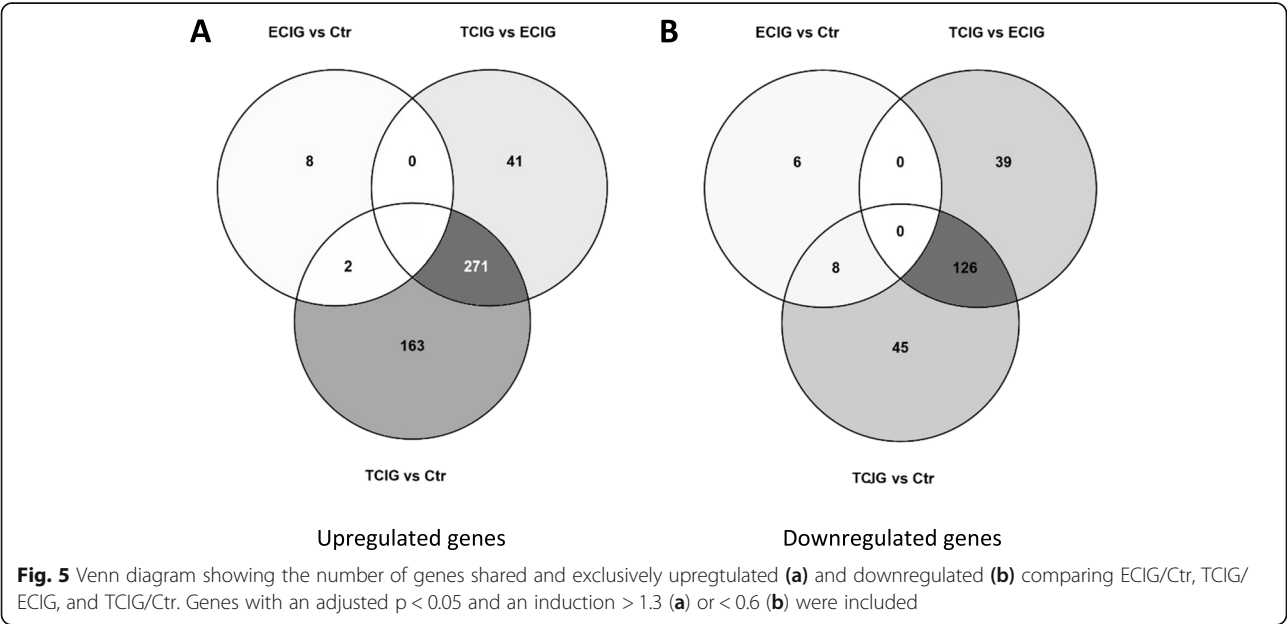 A
ECIG vs Ctr
TCIG vs ECIG
8
0
41
2
271
163
TCIG vs Ctr
Upregulated genes
B
ECIG vs Ctr
TCIG vs ECIG
6
0
39
0
8
126
45
TCJG vs Ctr
Downregulated genes
Fig. 5 Venn diagram showing the number of genes shared and exclusively upregtulated (a) and downregulated (b) comparing ECIG/Ctr, TCIG/
ECIG, and TCIG/Ctr. Genes with an adjusted p < 0.05 and an induction > 1.3 (a) or < 0.6 (b) were included